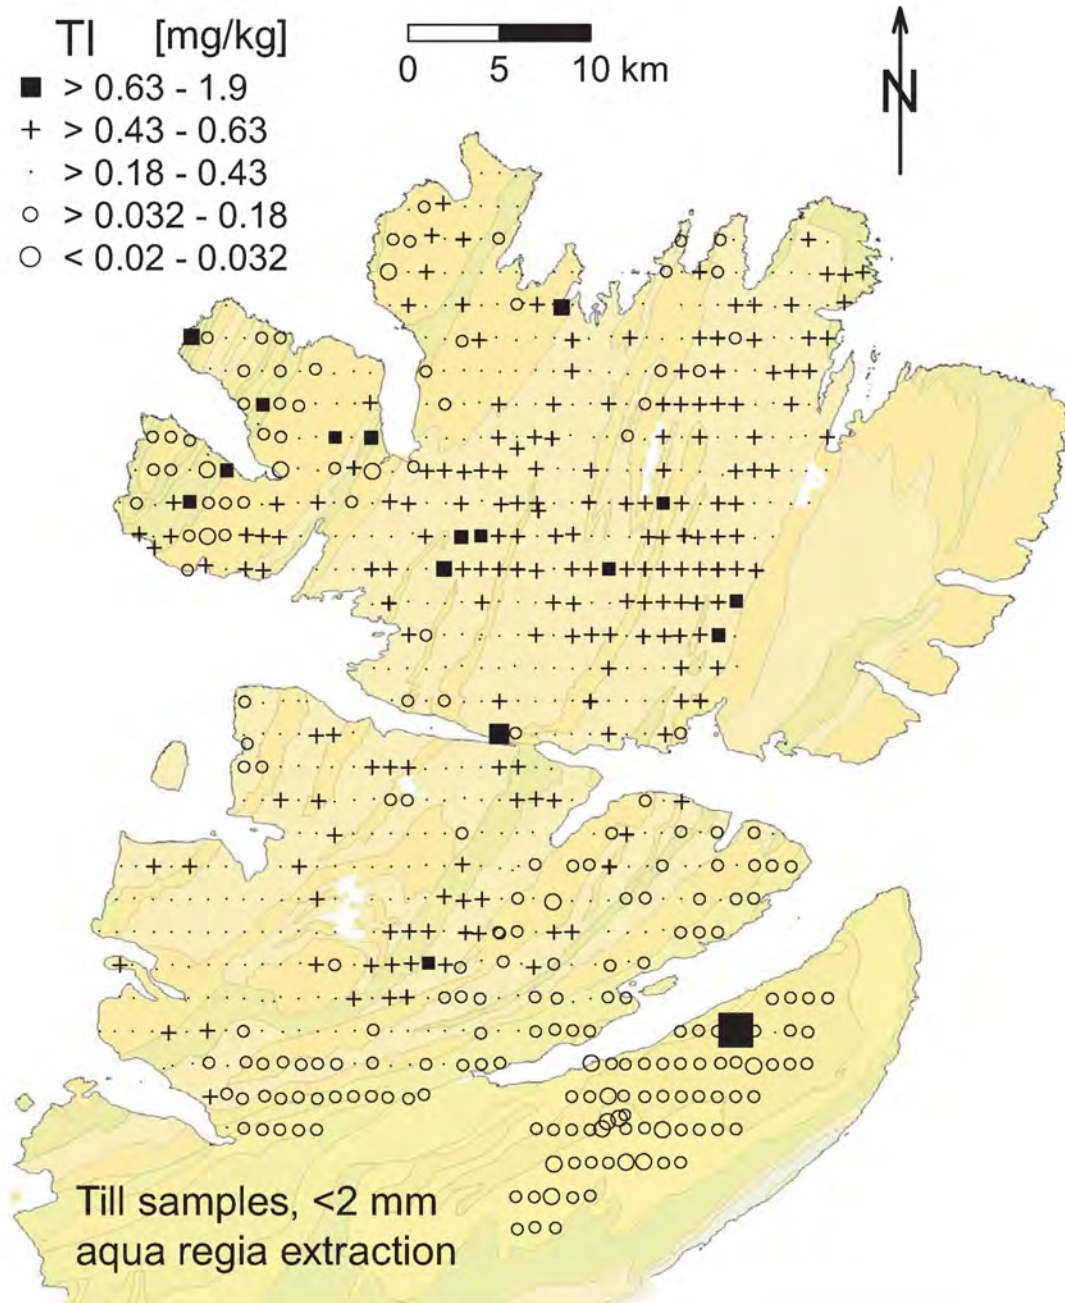 Tl [mg/kg]
> 0.63 - 1.9
> 0.43 - 0.63
> 0.18 - 0.43
> 0.032 - 0.18
< 0.02 - 0.032
0 5 10 km
N
Till samples, <2 mm
aqua regia extraction